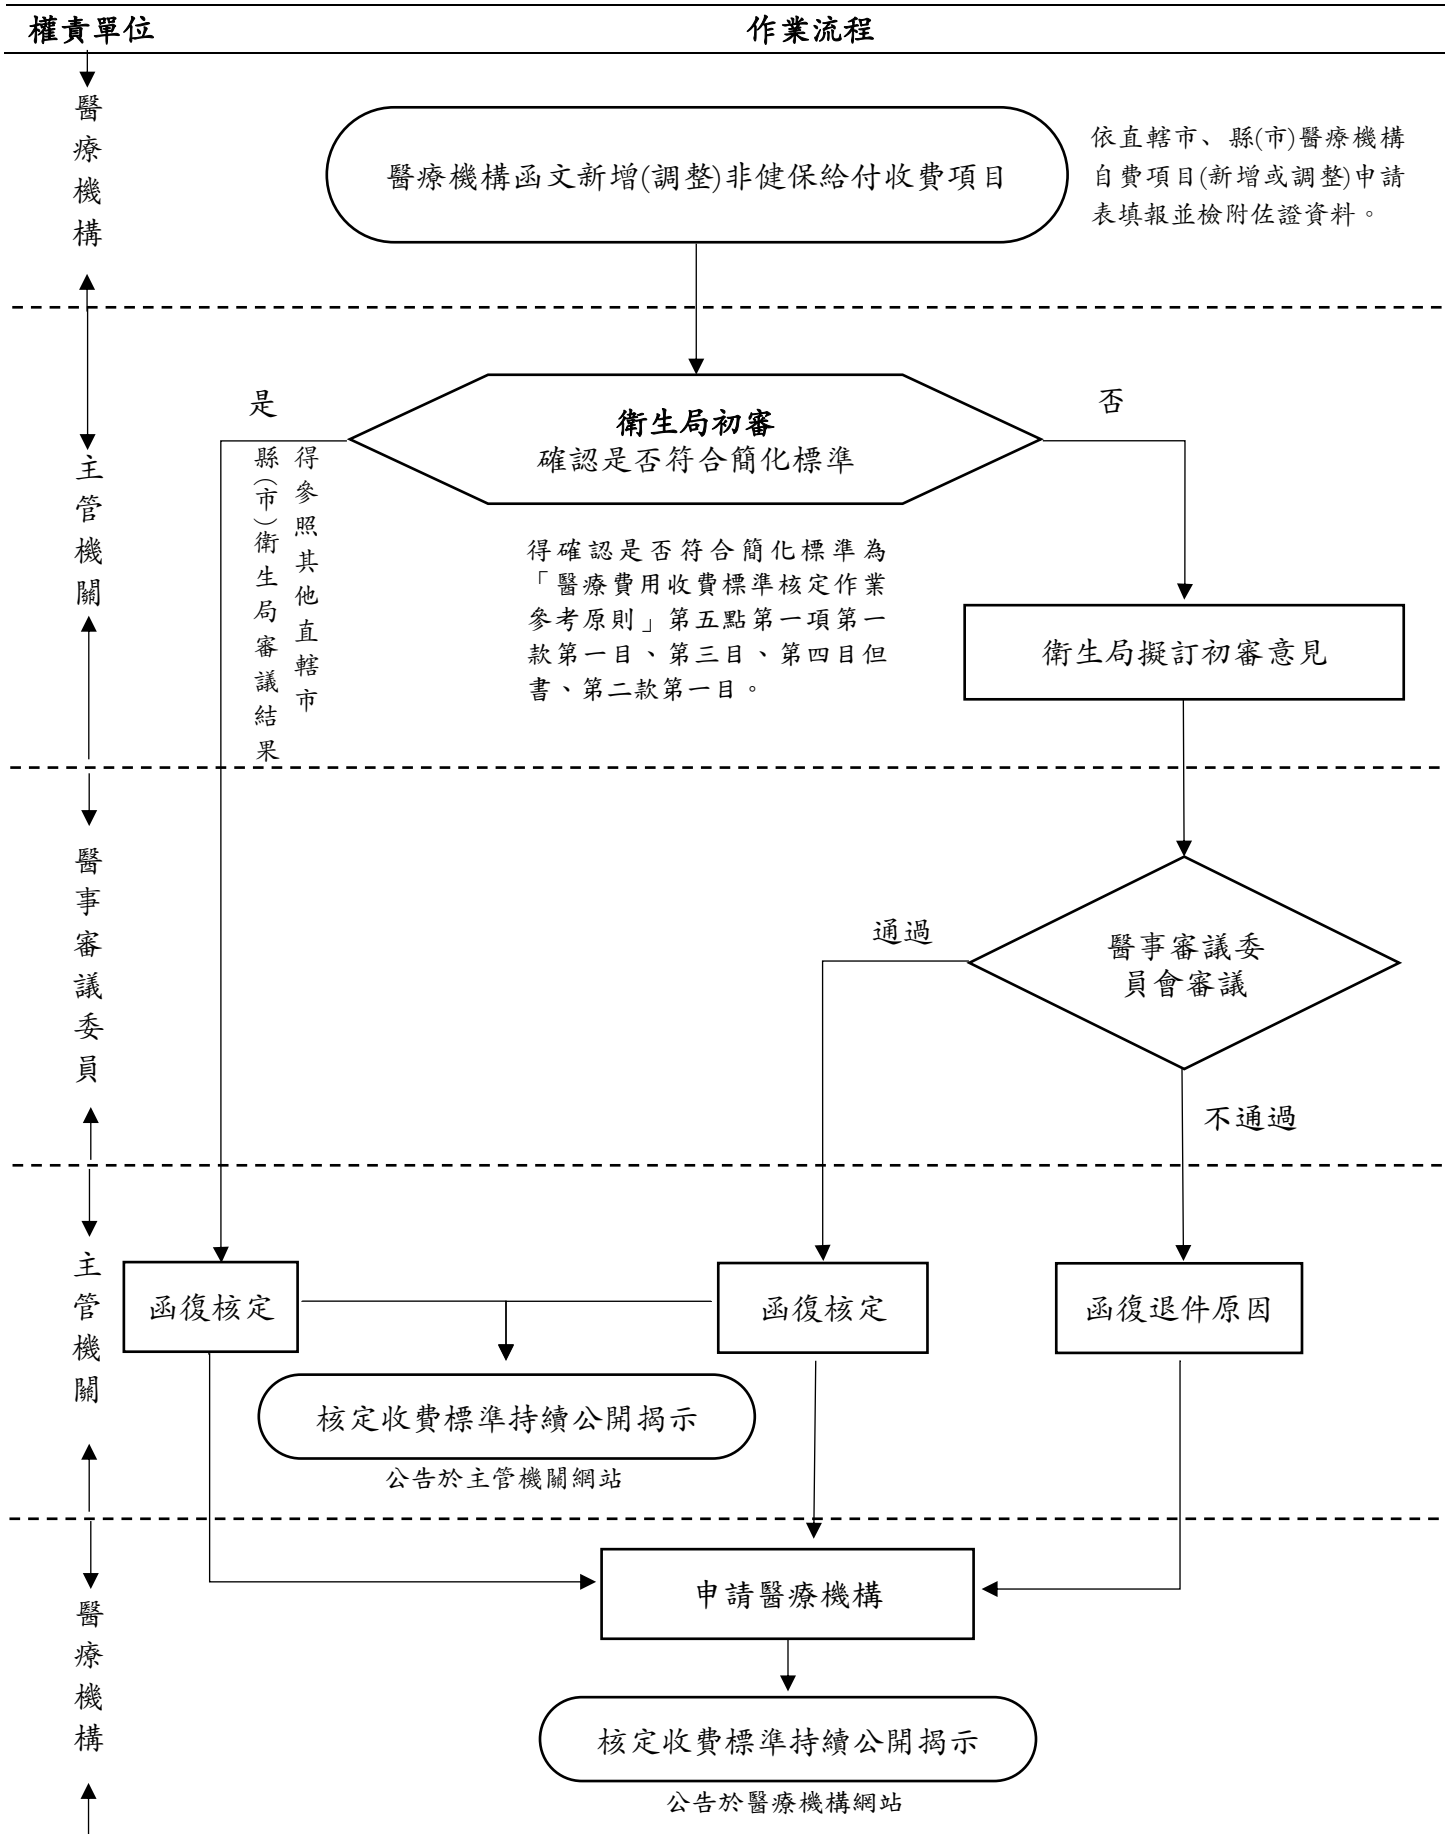 權責單位
作業流程
醫療機構
醫療機構函文新增(調整)非健保給付收費項目
依直轄市、縣(市)醫療機構
自費項目(新增或調整)申請
表填報並檢附佐證資料。
主管機關
是
否
衛生局初審
確認是否符合簡化標準
得參照其他直轄市
縣(市)衛生局審議結果
得確認是否符合簡化標準為
「醫療費用收費標準核定作業
參考原則」第五點第一項第一
款第一目、第三目、第四目但
書、第二款第一目。
衛生局擬訂初審意見
醫事審議委員
通過
醫事審議委
員會審議
不通過
主管機關
函復核定
函復核定
函復退件原因
核定收費標準持續公開揭示
公告於主管機關網站
醫療機構
申請醫療機構
核定收費標準持續公開揭示
公告於醫療機構網站